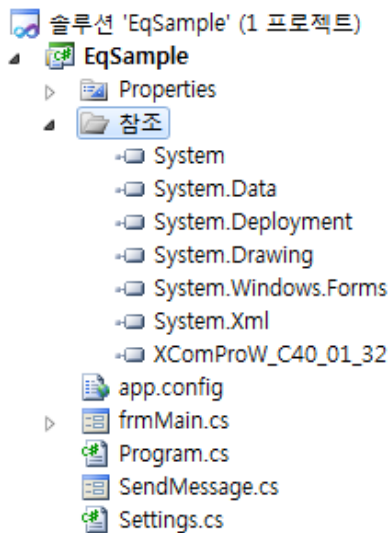 솔루션 'EqSample' (1 프로젝트)
EqSample
Properties
참조
System
System.Data
System.Deployment
System.Drawing
System.Windows.Forms
System.Xml
XComProW_C40_01_32
app.config
frmMain.cs
Program.cs
SendMessage.cs
Settings.cs